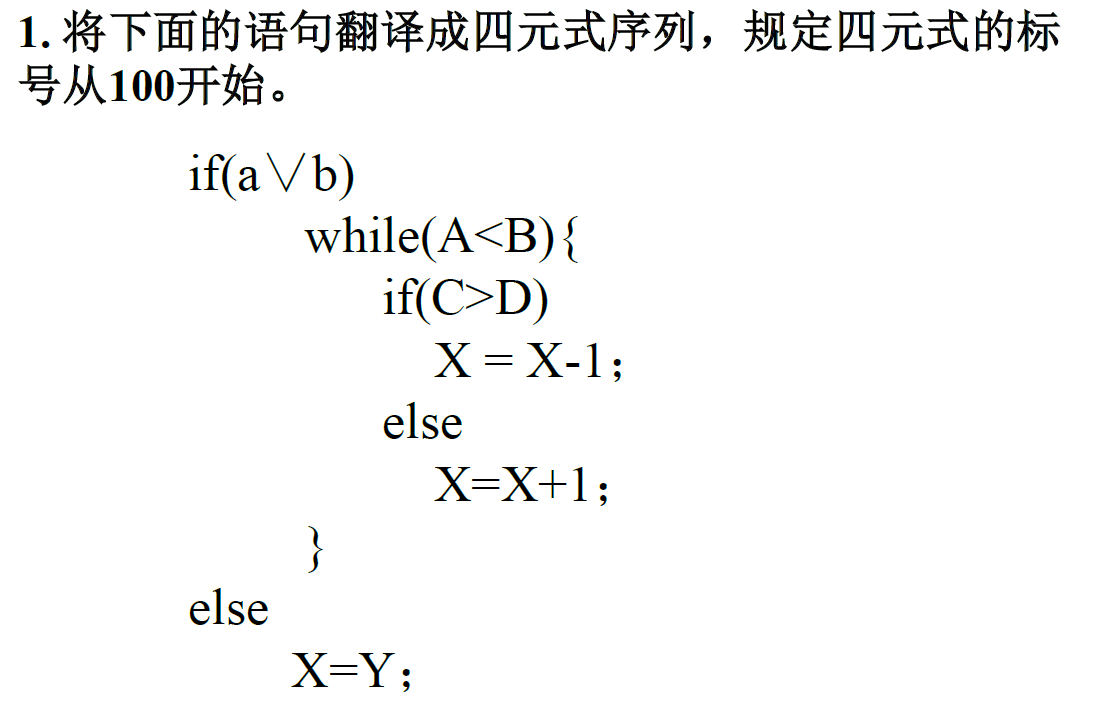 1. 将下面的语句翻译成四元式序列，规定四元式的标
号从100开始。
if(a∨b)
while(A<B){
if(C>D)
X = X-1；
else
X=X+1；
}
else
X=Y；